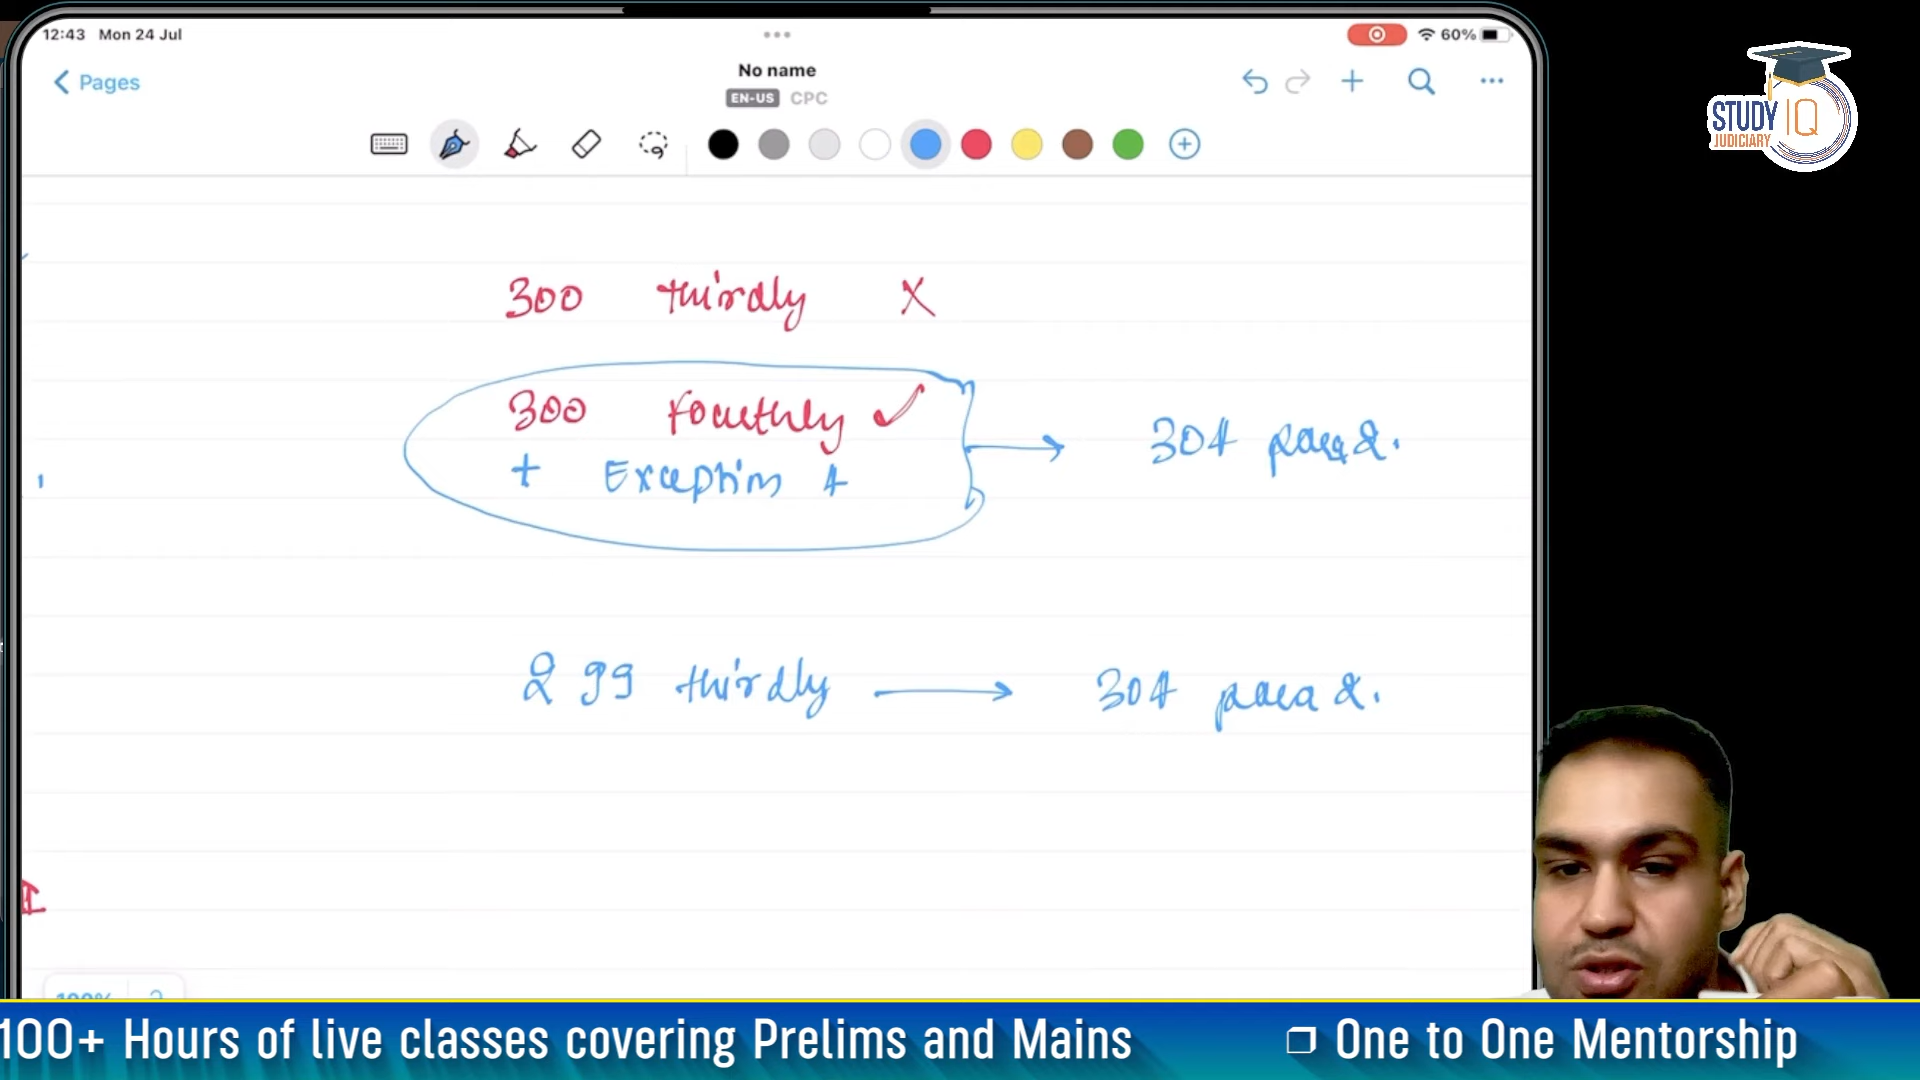 12:43 Mon 24 Jul
60%
Pages
No name
EN-US CPC
STUDY IQ
JUDICIARY
300 thirdly X
300 Fourthly ✓
+ Exception 4
304 para 2.
299 thirdly → 304 para 2.
100% 2
100+ Hours of live classes covering Prelims and Mains
One to One Mentorship